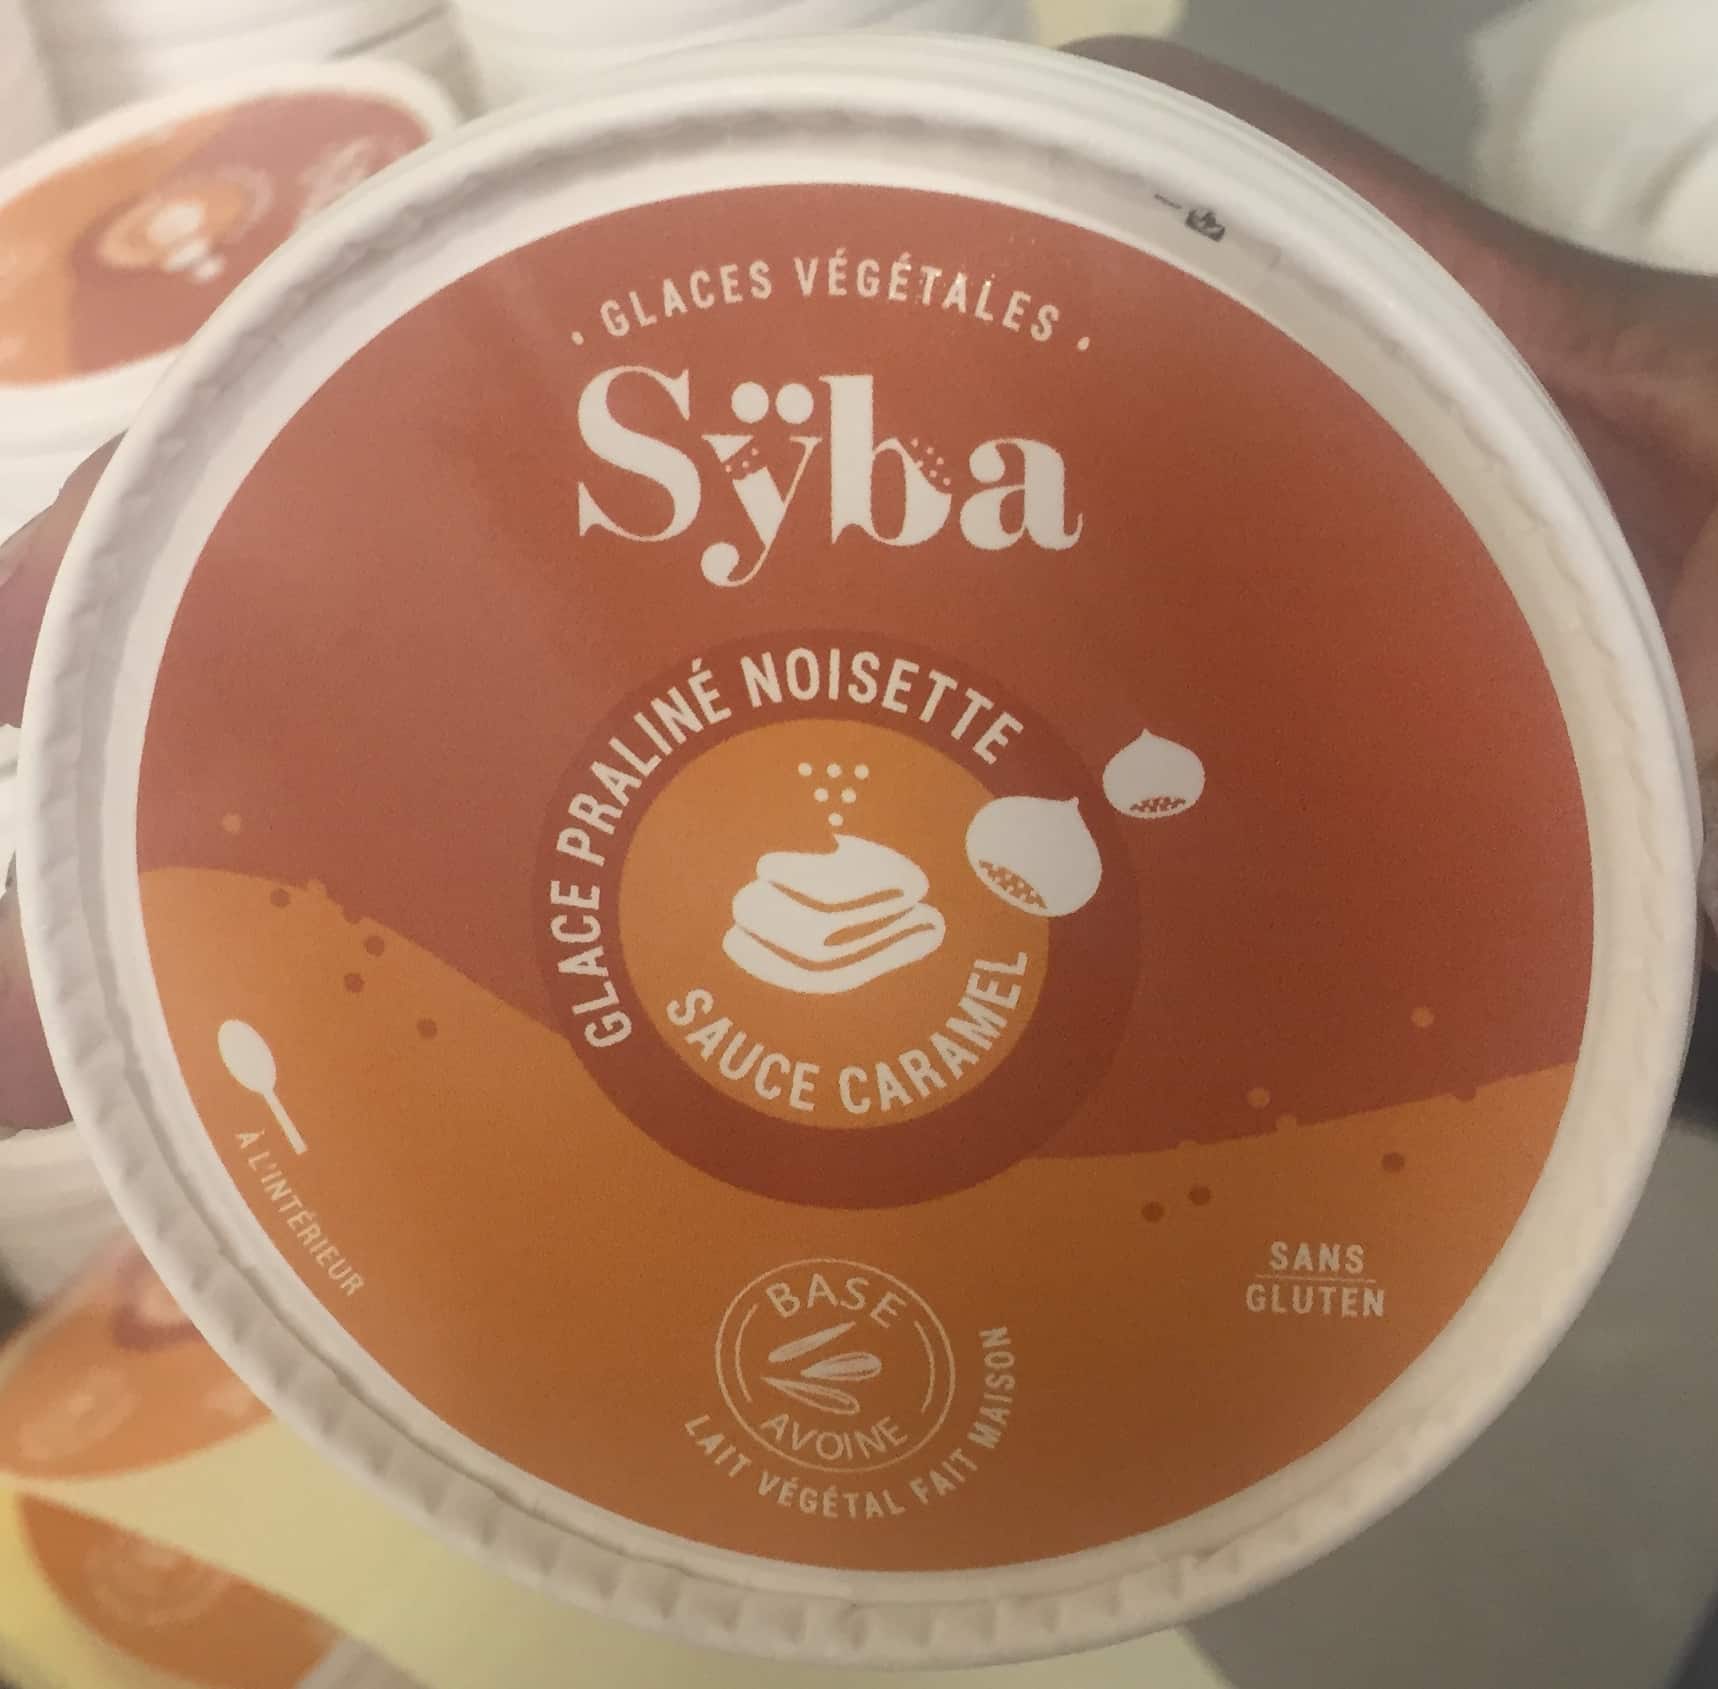 · GLACES VÉGÉTALES ·
Sÿba
GLACE PRALINÉ NOISETTE
SAUCE CARAMEL
À L'INTÉRIEUR
SANS
GLUTEN
BASE
AVOINE
LAIT VÉGÉTAL FAIT MAISON